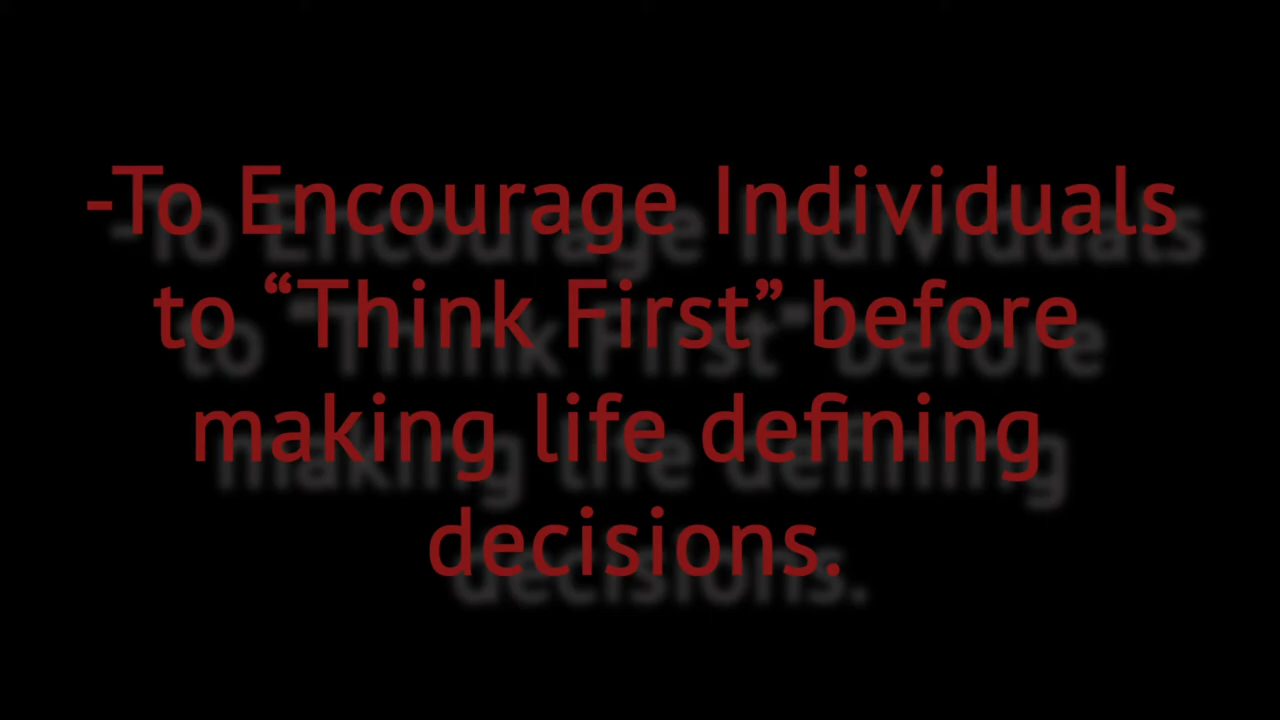 -To Encourage Individuals
to “Think First” before
making life defining
decisions.